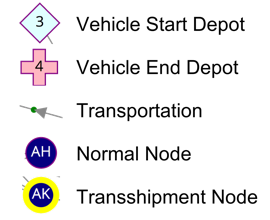 3 Vehicle Start Depot
4 Vehicle End Depot
Transportation
AH Normal Node
AK Transshipment Node